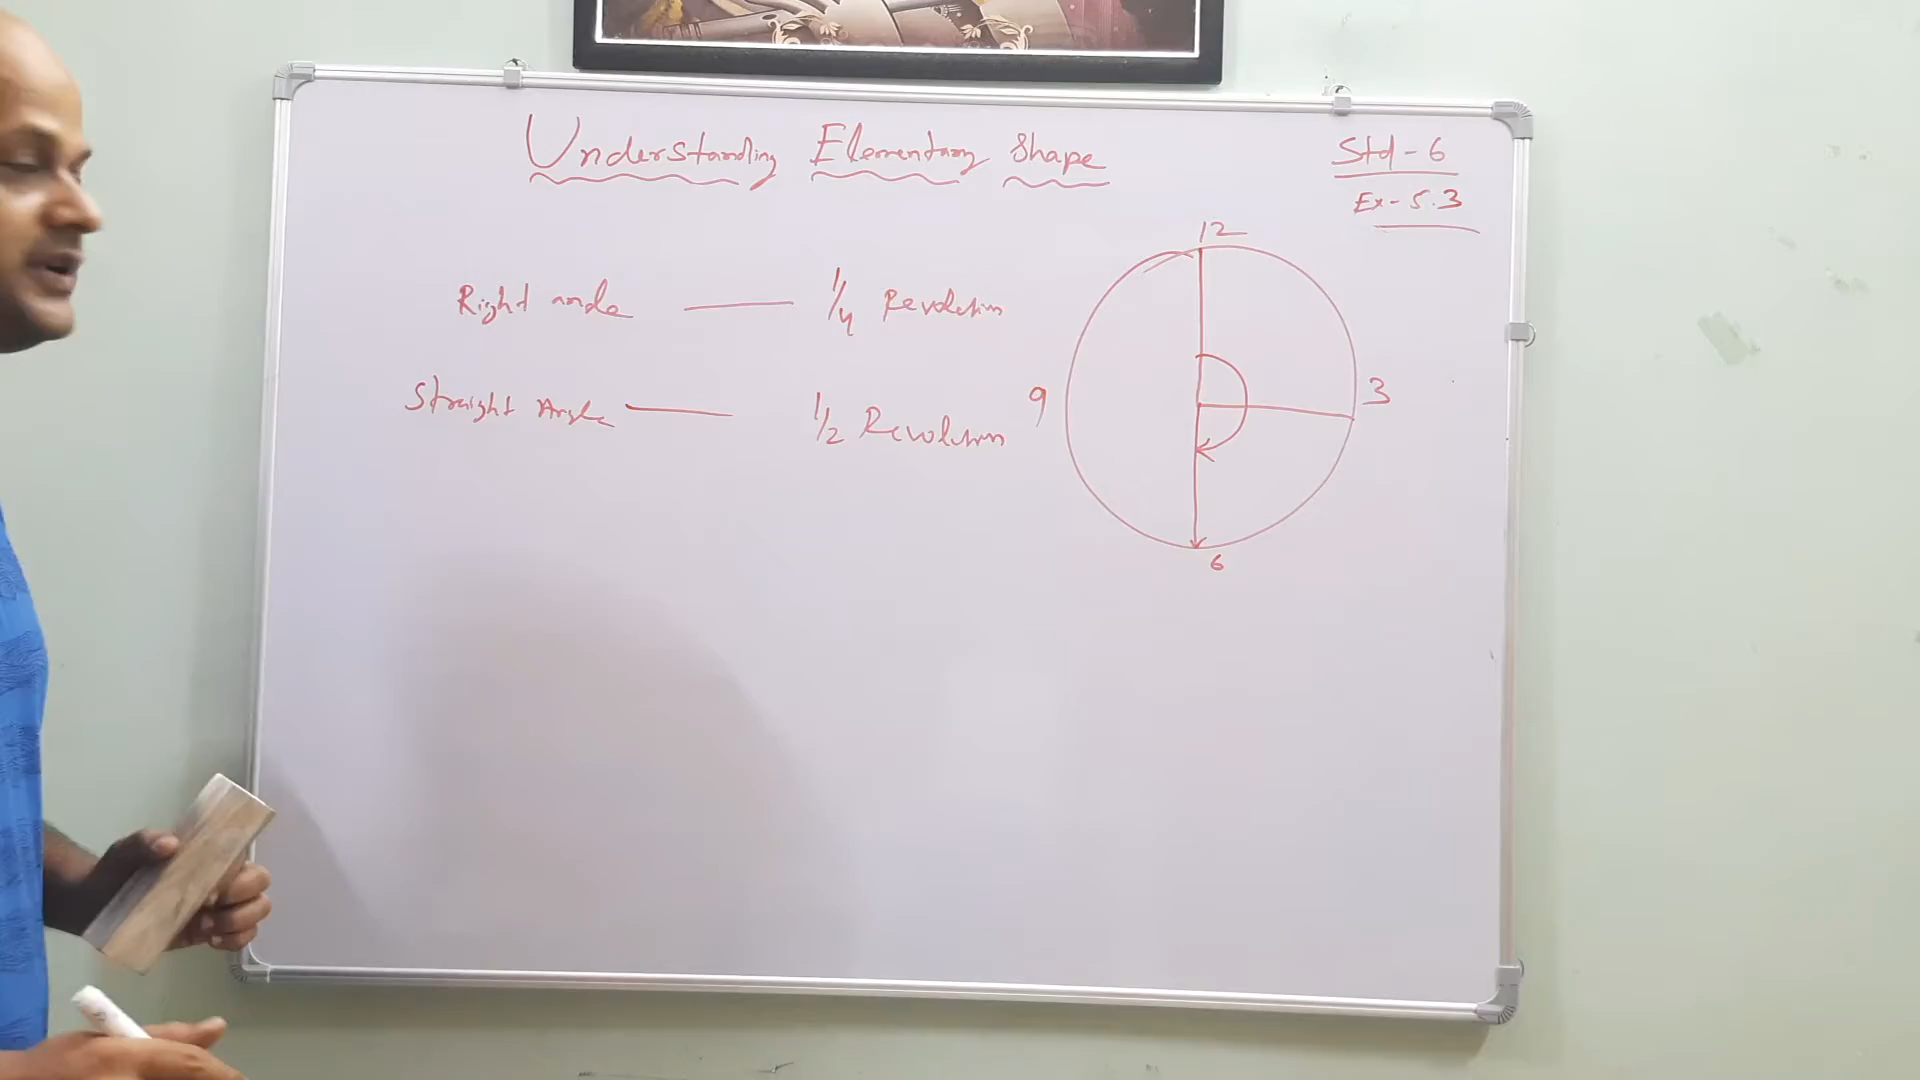 Understanding Elementary Shape
Std - 6
Ex - 5.3
12
Right angle — 1/4 Revolution
9
3
Straight Angle — 1/2 Revolution
6